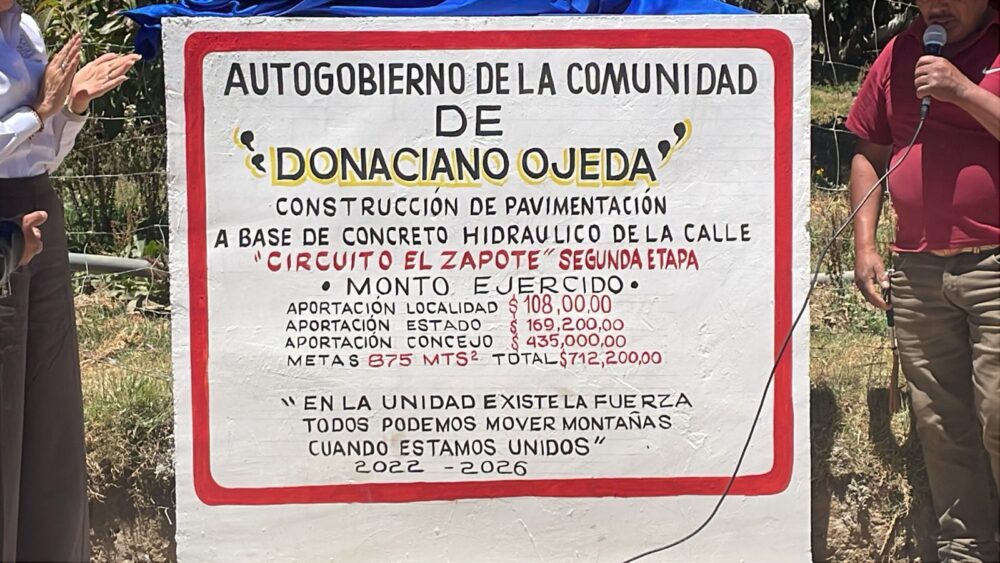 AUTOGOBIERNO DE LA COMUNIDAD
DE
"DONACIANO OJEDA"
CONSTRUCCIÓN DE PAVIMENTACIÓN
A BASE DE CONCRETO HIDRAULICO DE LA CALLE
"CIRCUITO EL ZAPOTE" SEGUNDA ETAPA
• MONTO EJERCIDO •
APORTACIÓN LOCALIDAD $108,00,00
APORTACIÓN ESTADO $169,200,00
APORTACIÓN CONCEJO $435,000,00
METAS 875 MTS² TOTAL $712,200,00
"EN LA UNIDAD EXISTE LA FUERZA
TODOS PODEMOS MOVER MONTAÑAS
CUANDO ESTAMOS UNIDOS"
2022 - 2026